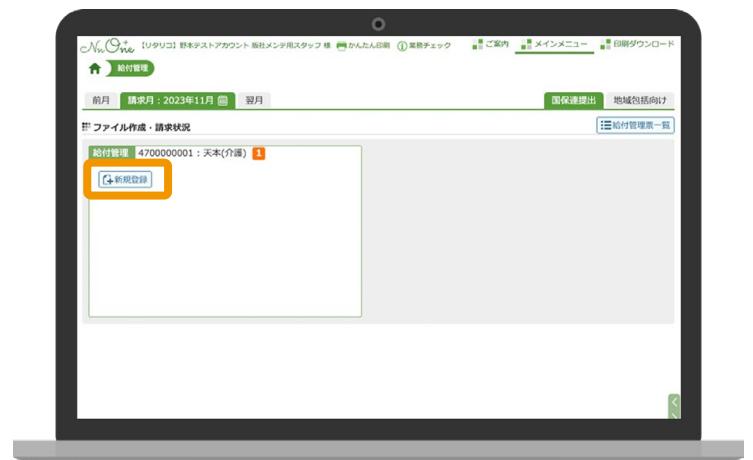 NuOne 【リタリコ】野本テストアカウント 販社メンテ用スタッフ 様 かんたん印刷 業務チェック ご案内 メインメニュー 印刷ダウンロード
給付管理
前月 請求月：2023年11月 翌月 国保連提出 地域包括向け
ファイル作成・請求状況 給付管理票一覧
給付管理 4700000001：天本(介護) 1
新規登録